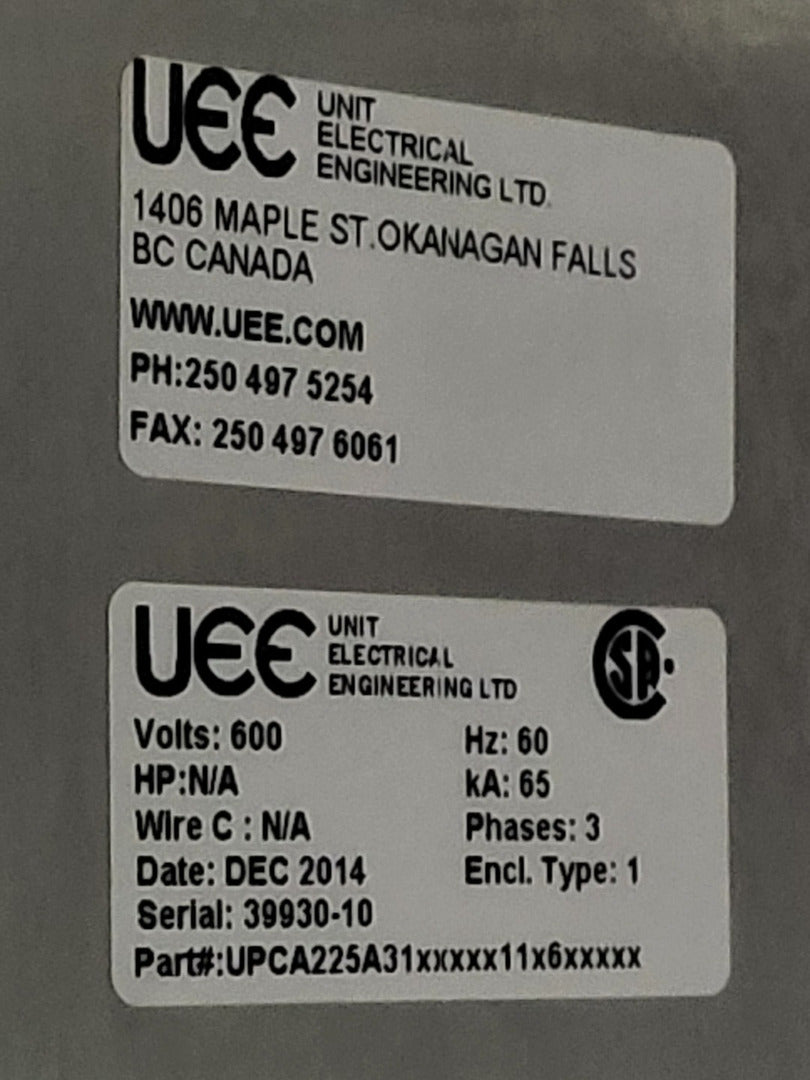 UEE UNIT
ELECTRICAL
ENGINEERING LTD.
1406 MAPLE ST.OKANAGAN FALLS
BC CANADA
WWW.UEE.COM
PH:250 497 5254
FAX: 250 497 6061
UEE UNIT
ELECTRICAL
ENGINEERING LTD
SA
Volts: 600
Hz: 60
HP:N/A
kA: 65
Wire C : N/A
Phases: 3
Date: DEC 2014
Encl. Type: 1
Serial: 39930-10
Part#:UPCA225A31xxxxx11x6xxxxx